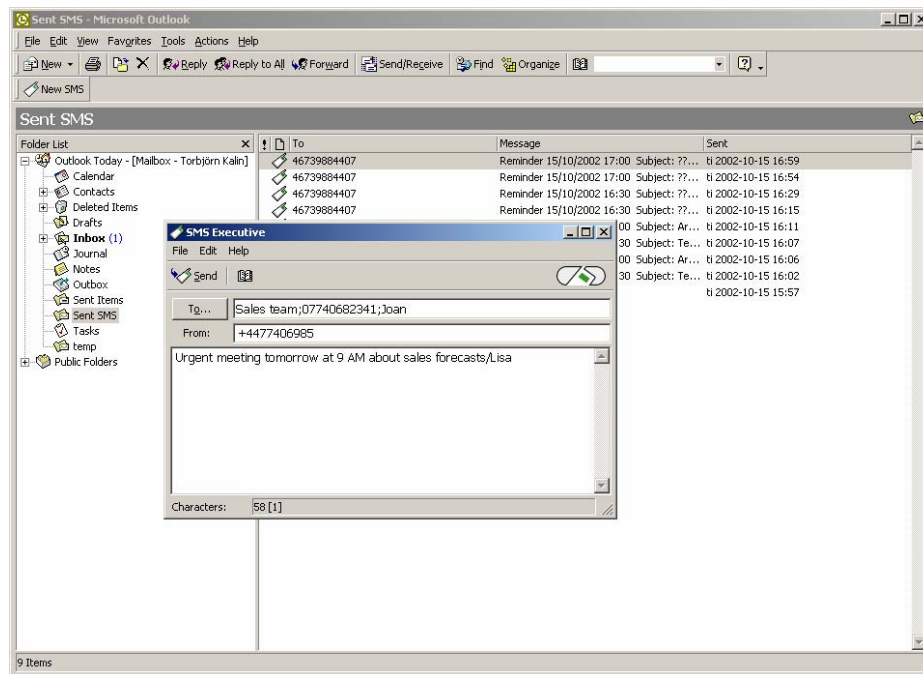 Sent SMS - Microsoft Outlook
File Edit View Favorites Tools Actions Help
New Reply Reply to All Forward Send/Receive Find Organize
New SMS
Sent SMS
Folder List
! To Message Sent
Outlook Today - [Mailbox - Torbjörn Kalin]
Calendar
Contacts
Deleted Items
Drafts
Inbox (1)
Journal
Notes
Outbox
Sent Items
Sent SMS
Tasks
temp
Public Folders
46739884407 Reminder 15/10/2002 17:00 Subject: ??... ti 2002-10-15 16:59
46739884407 Reminder 15/10/2002 17:00 Subject: ??... ti 2002-10-15 16:54
46739884407 Reminder 15/10/2002 16:30 Subject: ??... ti 2002-10-15 16:29
46739884407 Reminder 15/10/2002 16:30 Subject: ??... ti 2002-10-15 16:15
00 Subject: Ar... ti 2002-10-15 16:11
30 Subject: Te... ti 2002-10-15 16:07
00 Subject: Ar... ti 2002-10-15 16:06
30 Subject: Te... ti 2002-10-15 16:02
ti 2002-10-15 15:57
SMS Executive
File Edit Help
Send
To... Sales team;07740682341;Joan
From: +4477406985
Urgent meeting tomorrow at 9 AM about sales forecasts/Lisa
Characters: 58 [1]
9 Items